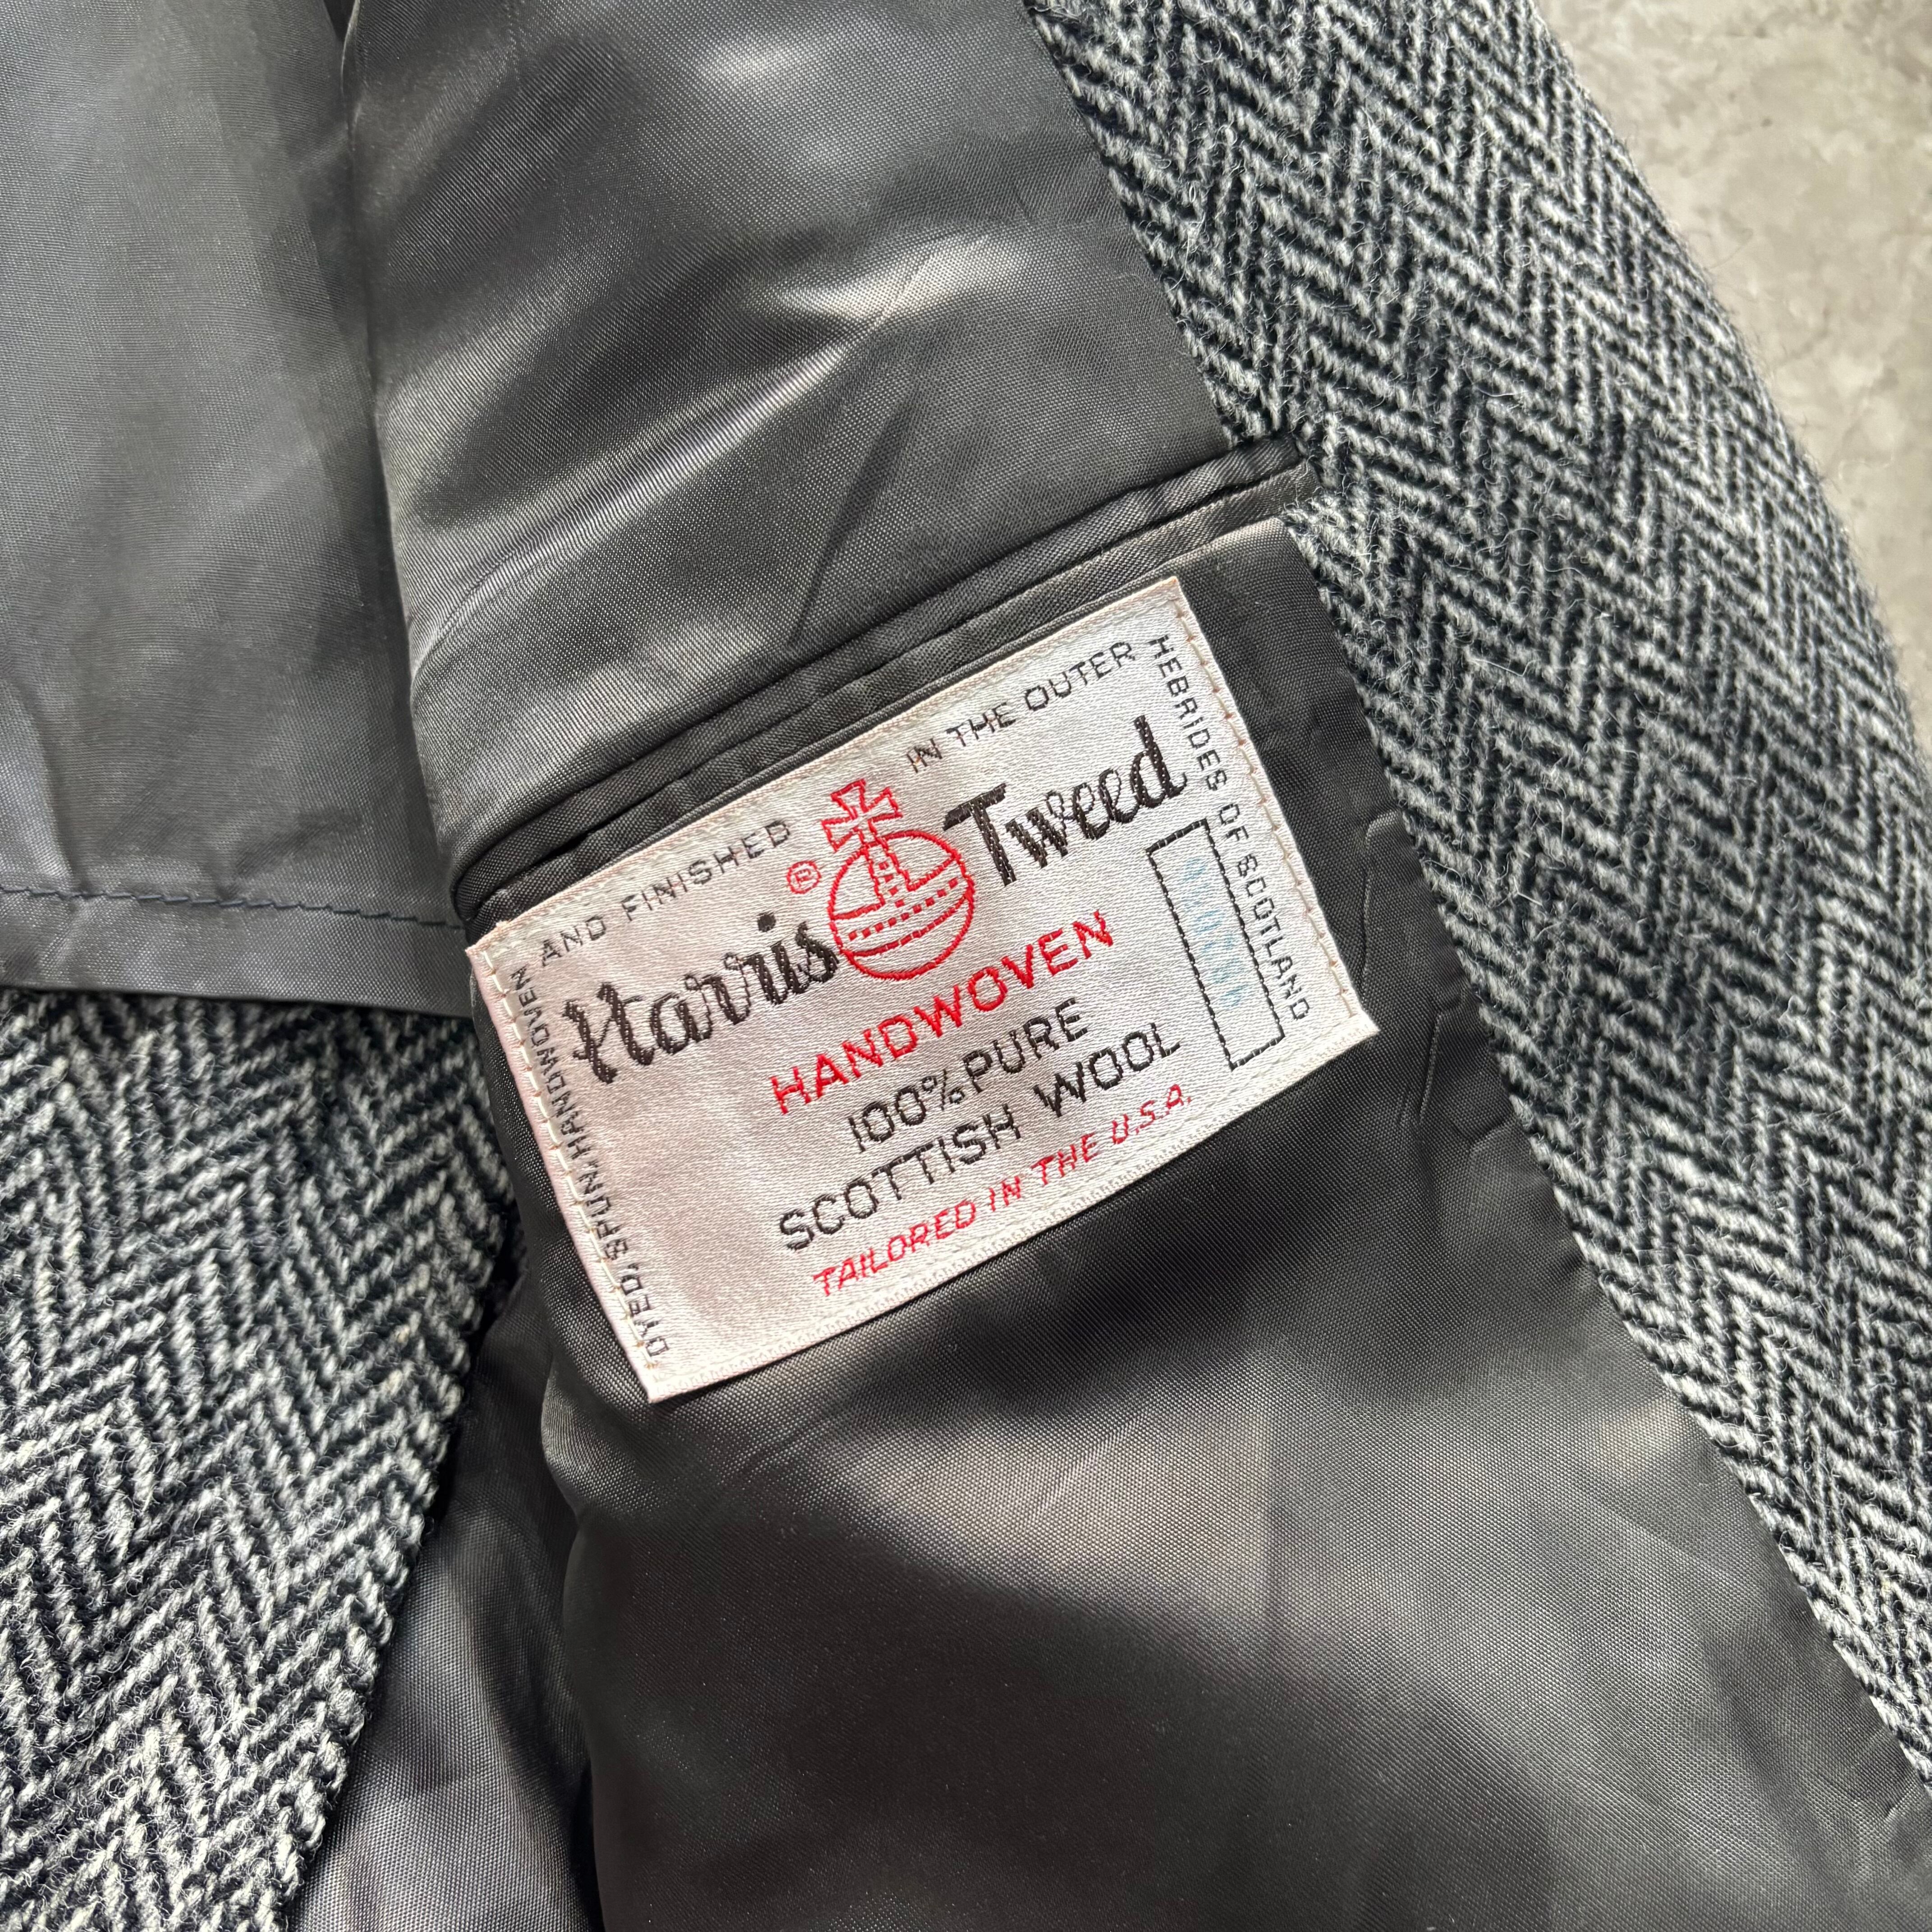 DYED, SPUN, HANDWOVEN AND FINISHED IN THE OUTER HEBRIDES OF SCOTLAND
Harris ® Tweed
HANDWOVEN
100% PURE
SCOTTISH WOOL
TAILORED IN THE U.S.A.